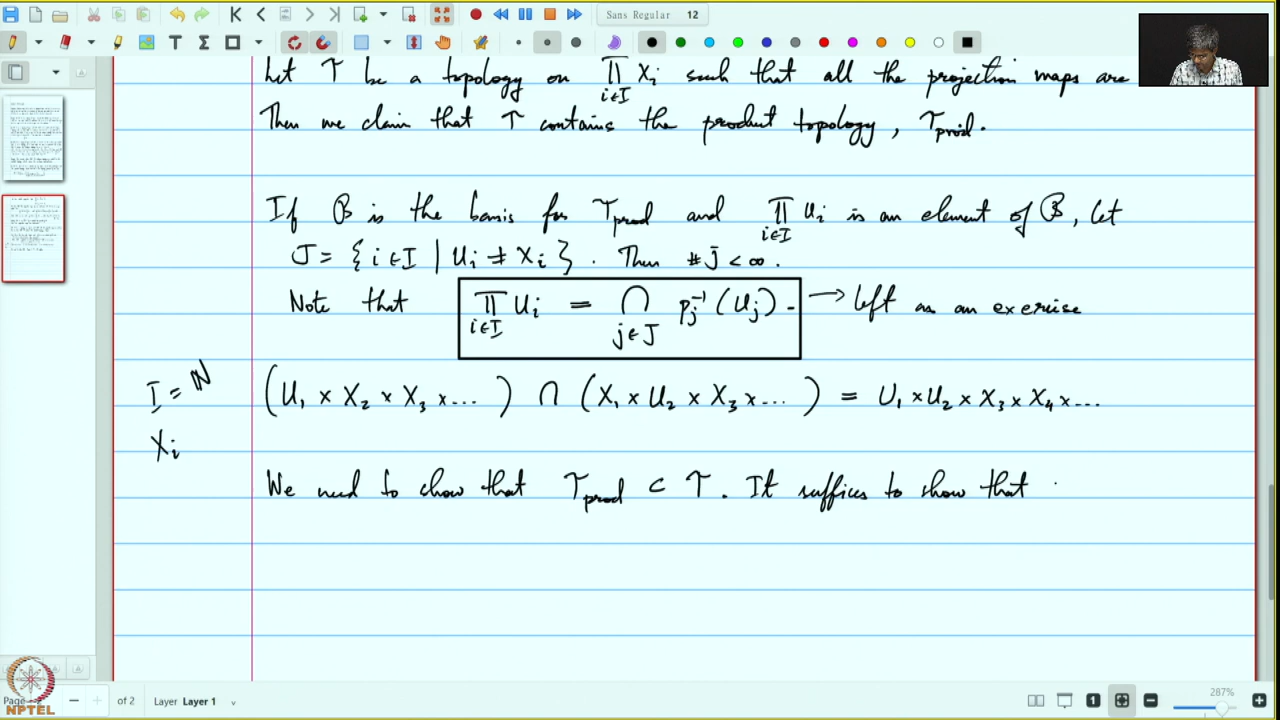 Sans Regular 12
Let τ be a topology on ∏_{i∈I} X_i such that all the projection maps are
Then we claim that τ contains the product topology, τ_prod.
If B is the basis for τ_prod and ∏_{i∈I} U_i is an element of B, let
J = { i∈I | U_i ≠ X_i }. Then #J < ∞.
Note that ∏_{i∈I} U_i = ⋂_{j∈J} p_j^{-1}(U_j). → left as an exercise
I = ℕ (U_1 × X_2 × X_3 × ...) ∩ (X_1 × U_2 × X_3 × ...) = U_1 × U_2 × X_3 × X_4 × ...
X_i
We need to show that τ_prod ⊂ τ. It suffices to show that
Page of 2 Layer Layer 1 287%
NPTEL